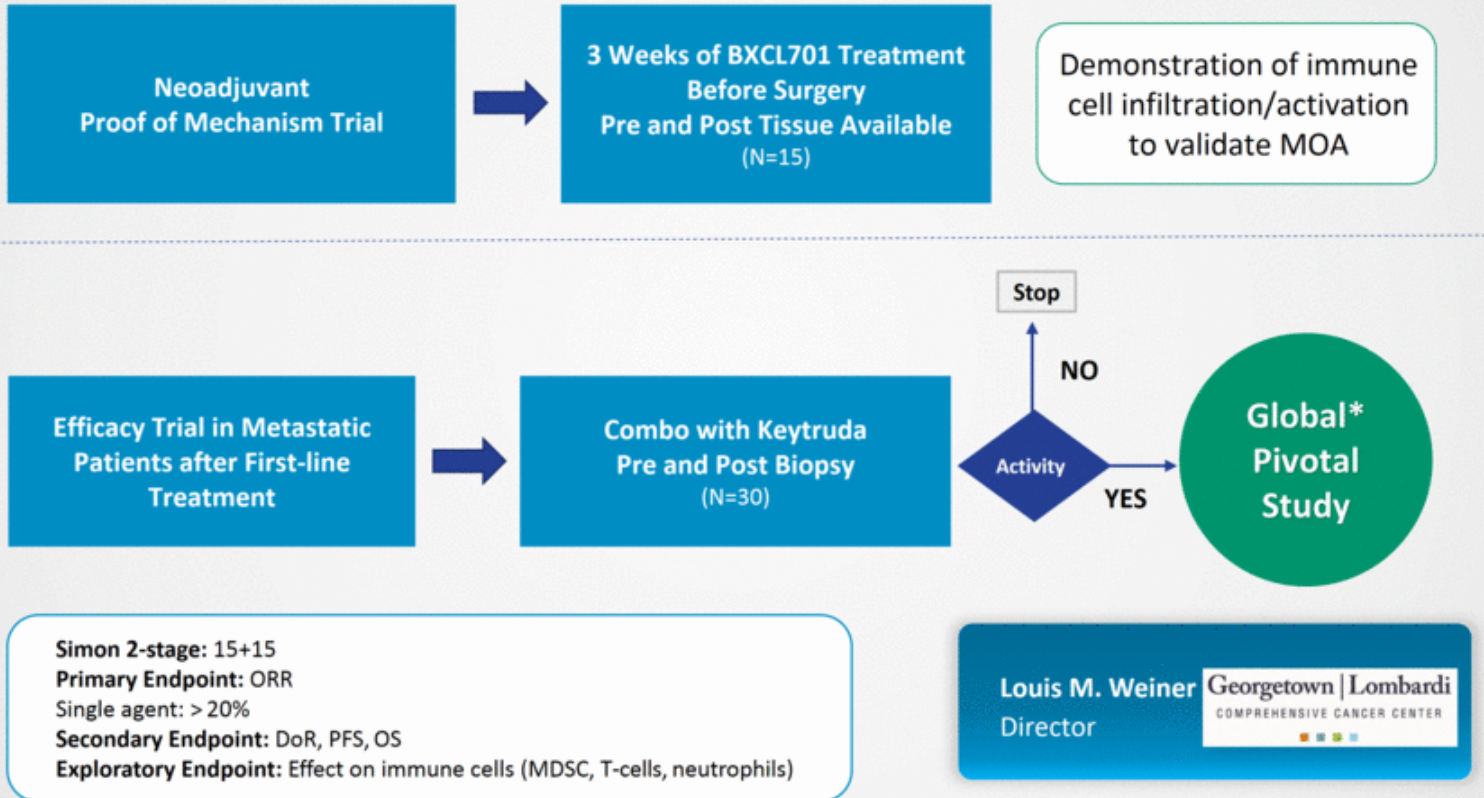 Neoadjuvant
Proof of Mechanism Trial
3 Weeks of BXCL701 Treatment
Before Surgery
Pre and Post Tissue Available
(N=15)
Demonstration of immune
cell infiltration/activation
to validate MOA
Efficacy Trial in Metastatic
Patients after First-line
Treatment
Combo with Keytruda
Pre and Post Biopsy
(N=30)
Stop
NO
Activity
YES
Global*
Pivotal
Study
Simon 2-stage: 15+15
Primary Endpoint: ORR
Single agent: > 20%
Secondary Endpoint: DoR, PFS, OS
Exploratory Endpoint: Effect on immune cells (MDSC, T-cells, neutrophils)
Louis M. Weiner
Director
Georgetown | Lombardi
COMPREHENSIVE CANCER CENTER